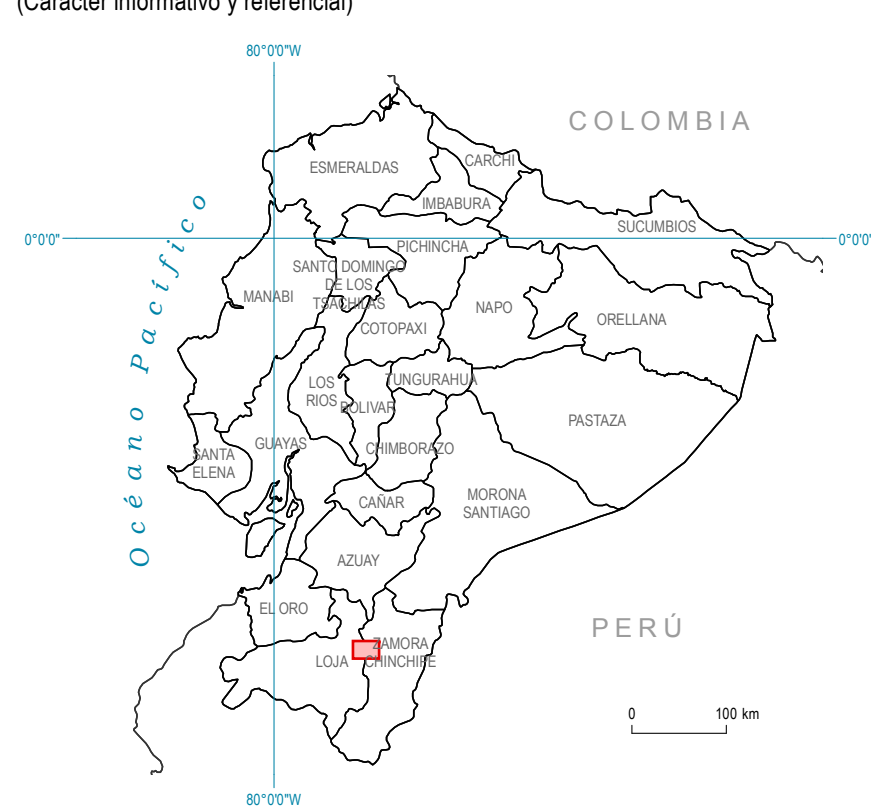 (Carácter informativo y referencial)
80°0'0"W
COLOMBIA
CARCHI
ESMERALDAS
IMBABURA
SUCUMBIOS
0°0'0"
0°0'0"
PICHINCHA
Océano Pacífico
SANTO DOMINGO
DE LOS
TSACHILAS
MANABI
NAPO
ORELLANA
COTOPAXI
TUNGURAHUA
LOS
RIOS
BOLIVAR
PASTAZA
GUAYAS
CHIMBORAZO
SANTA
ELENA
MORONA
SANTIAGO
CAÑAR
AZUAY
EL ORO
PERÚ
ZAMORA
CHINCHIPE
LOJA
0
100 km
80°0'0"W